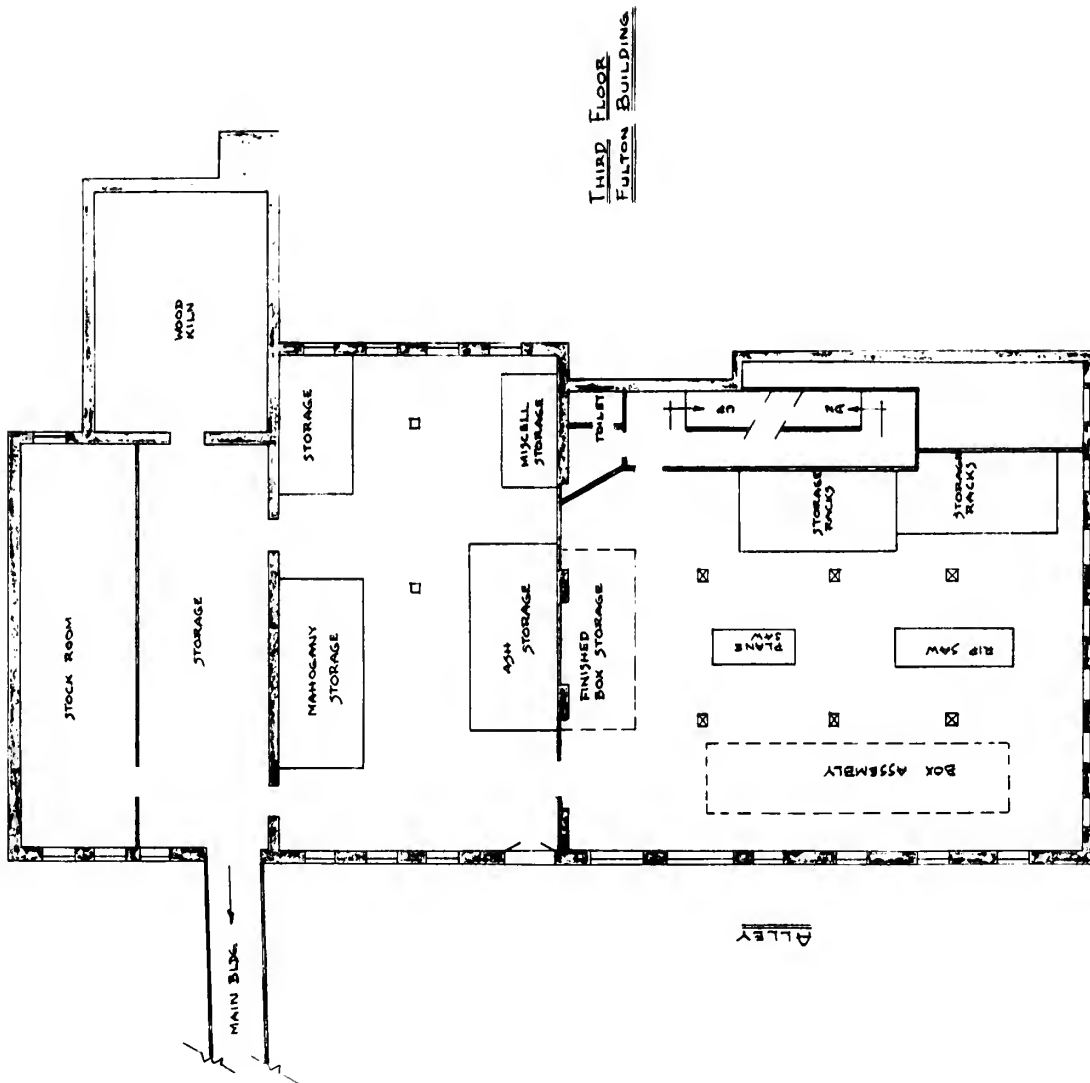 THIRD FLOOR
FULTON BUILDING
WOOD
KILN
STOCK ROOM
STORAGE
STORAGE
MAHOGANY
STORAGE
MISCELL
STORAGE
ASH
STORAGE
TOILET
UP
DN
FINISHED
BOX STORAGE
STORAGE
RACKS
STORAGE
RACKS
PLANE
SAW
RIP SAW
BOX ASSEMBLY
MAIN BLDG.
ALLEY